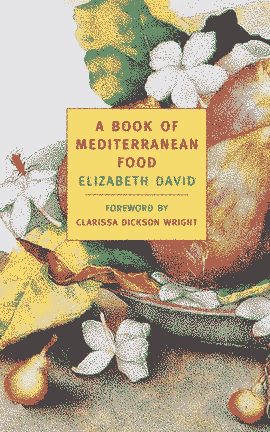 A BOOK OF
MEDITERRANEAN
FOOD
ELIZABETH DAVID
FOREWORD BY
CLARISSA DICKSON WRIGHT